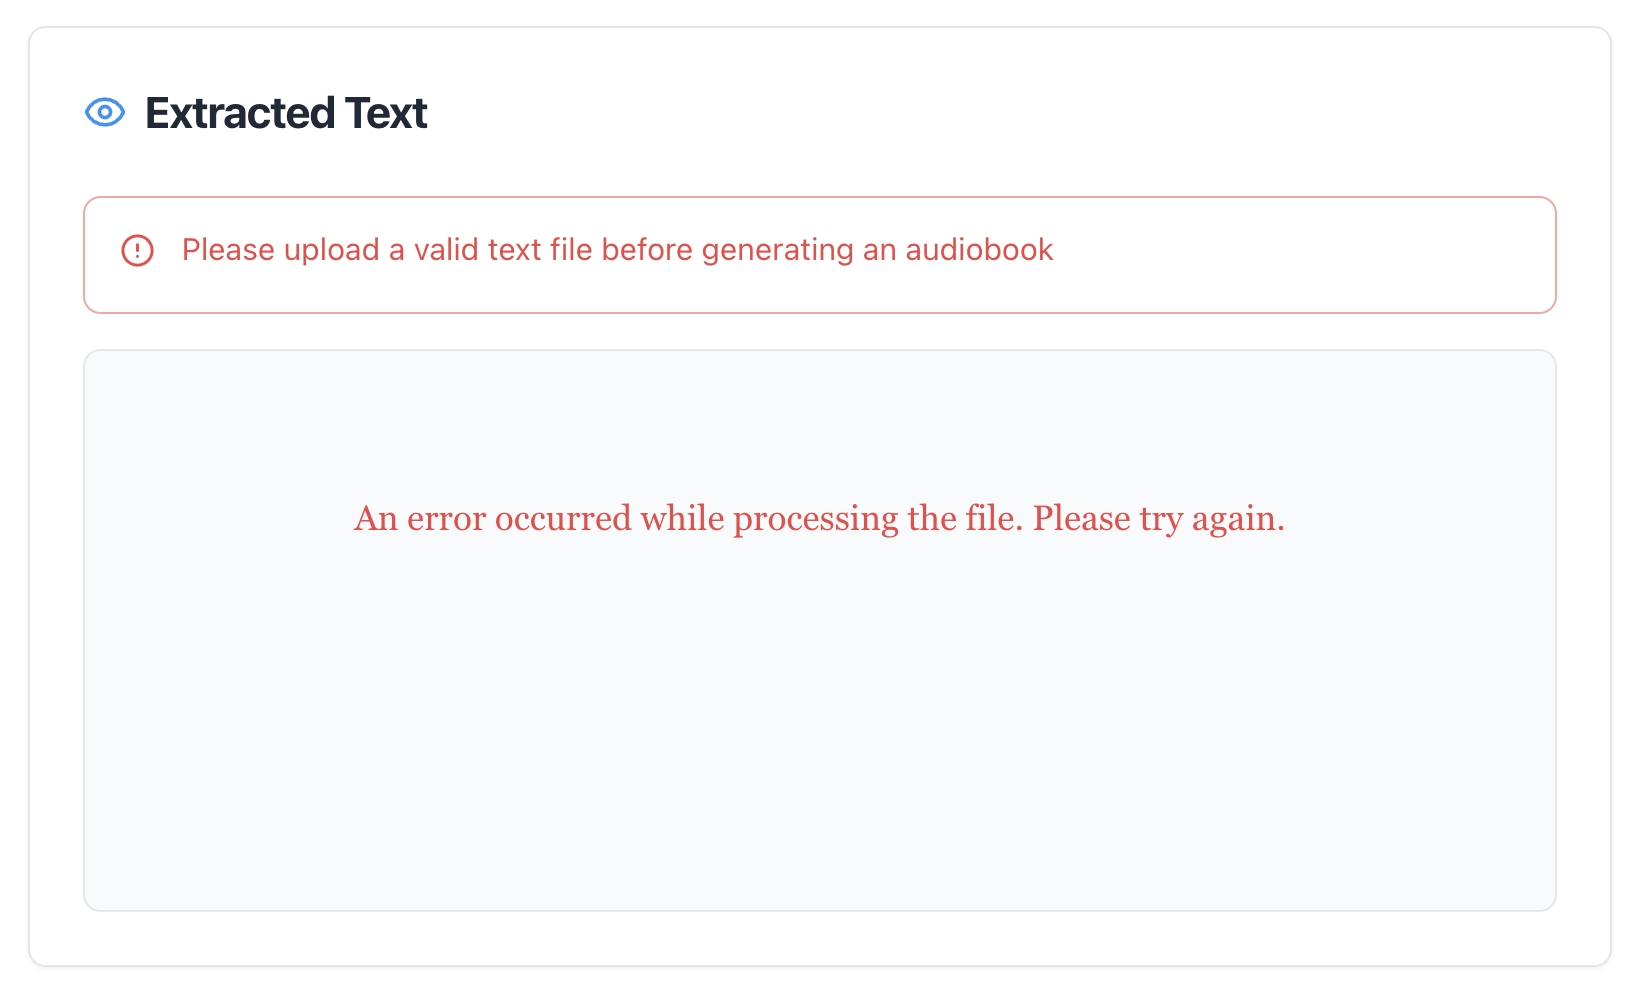 Extracted Text
Please upload a valid text file before generating an audiobook
An error occurred while processing the file. Please try again.